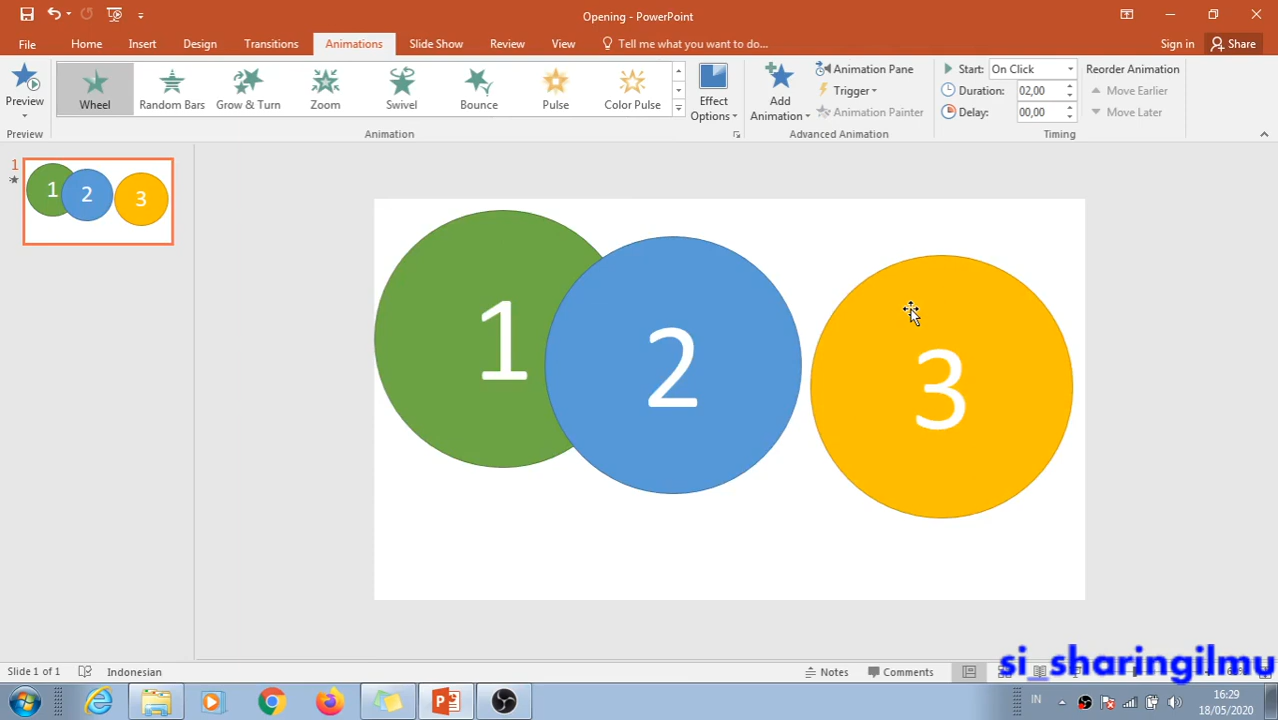 Opening - PowerPoint
File Home Insert Design Transitions Animations Slide Show Review View Tell me what you want to do... Sign in Share
Preview
Wheel Random Bars Grow & Turn Zoom Swivel Bounce Pulse Color Pulse
Effect Options
Add Animation
Animation Pane
Trigger
Animation Painter
Start: On Click
Duration: 02,00
Delay: 00,00
Reorder Animation
Move Earlier
Move Later
Preview Animation Advanced Animation Timing
1
1 2 3
1 2 3
Slide 1 of 1 Indonesian Notes Comments
si_sharingilmu
IN
16:29
18/05/2020